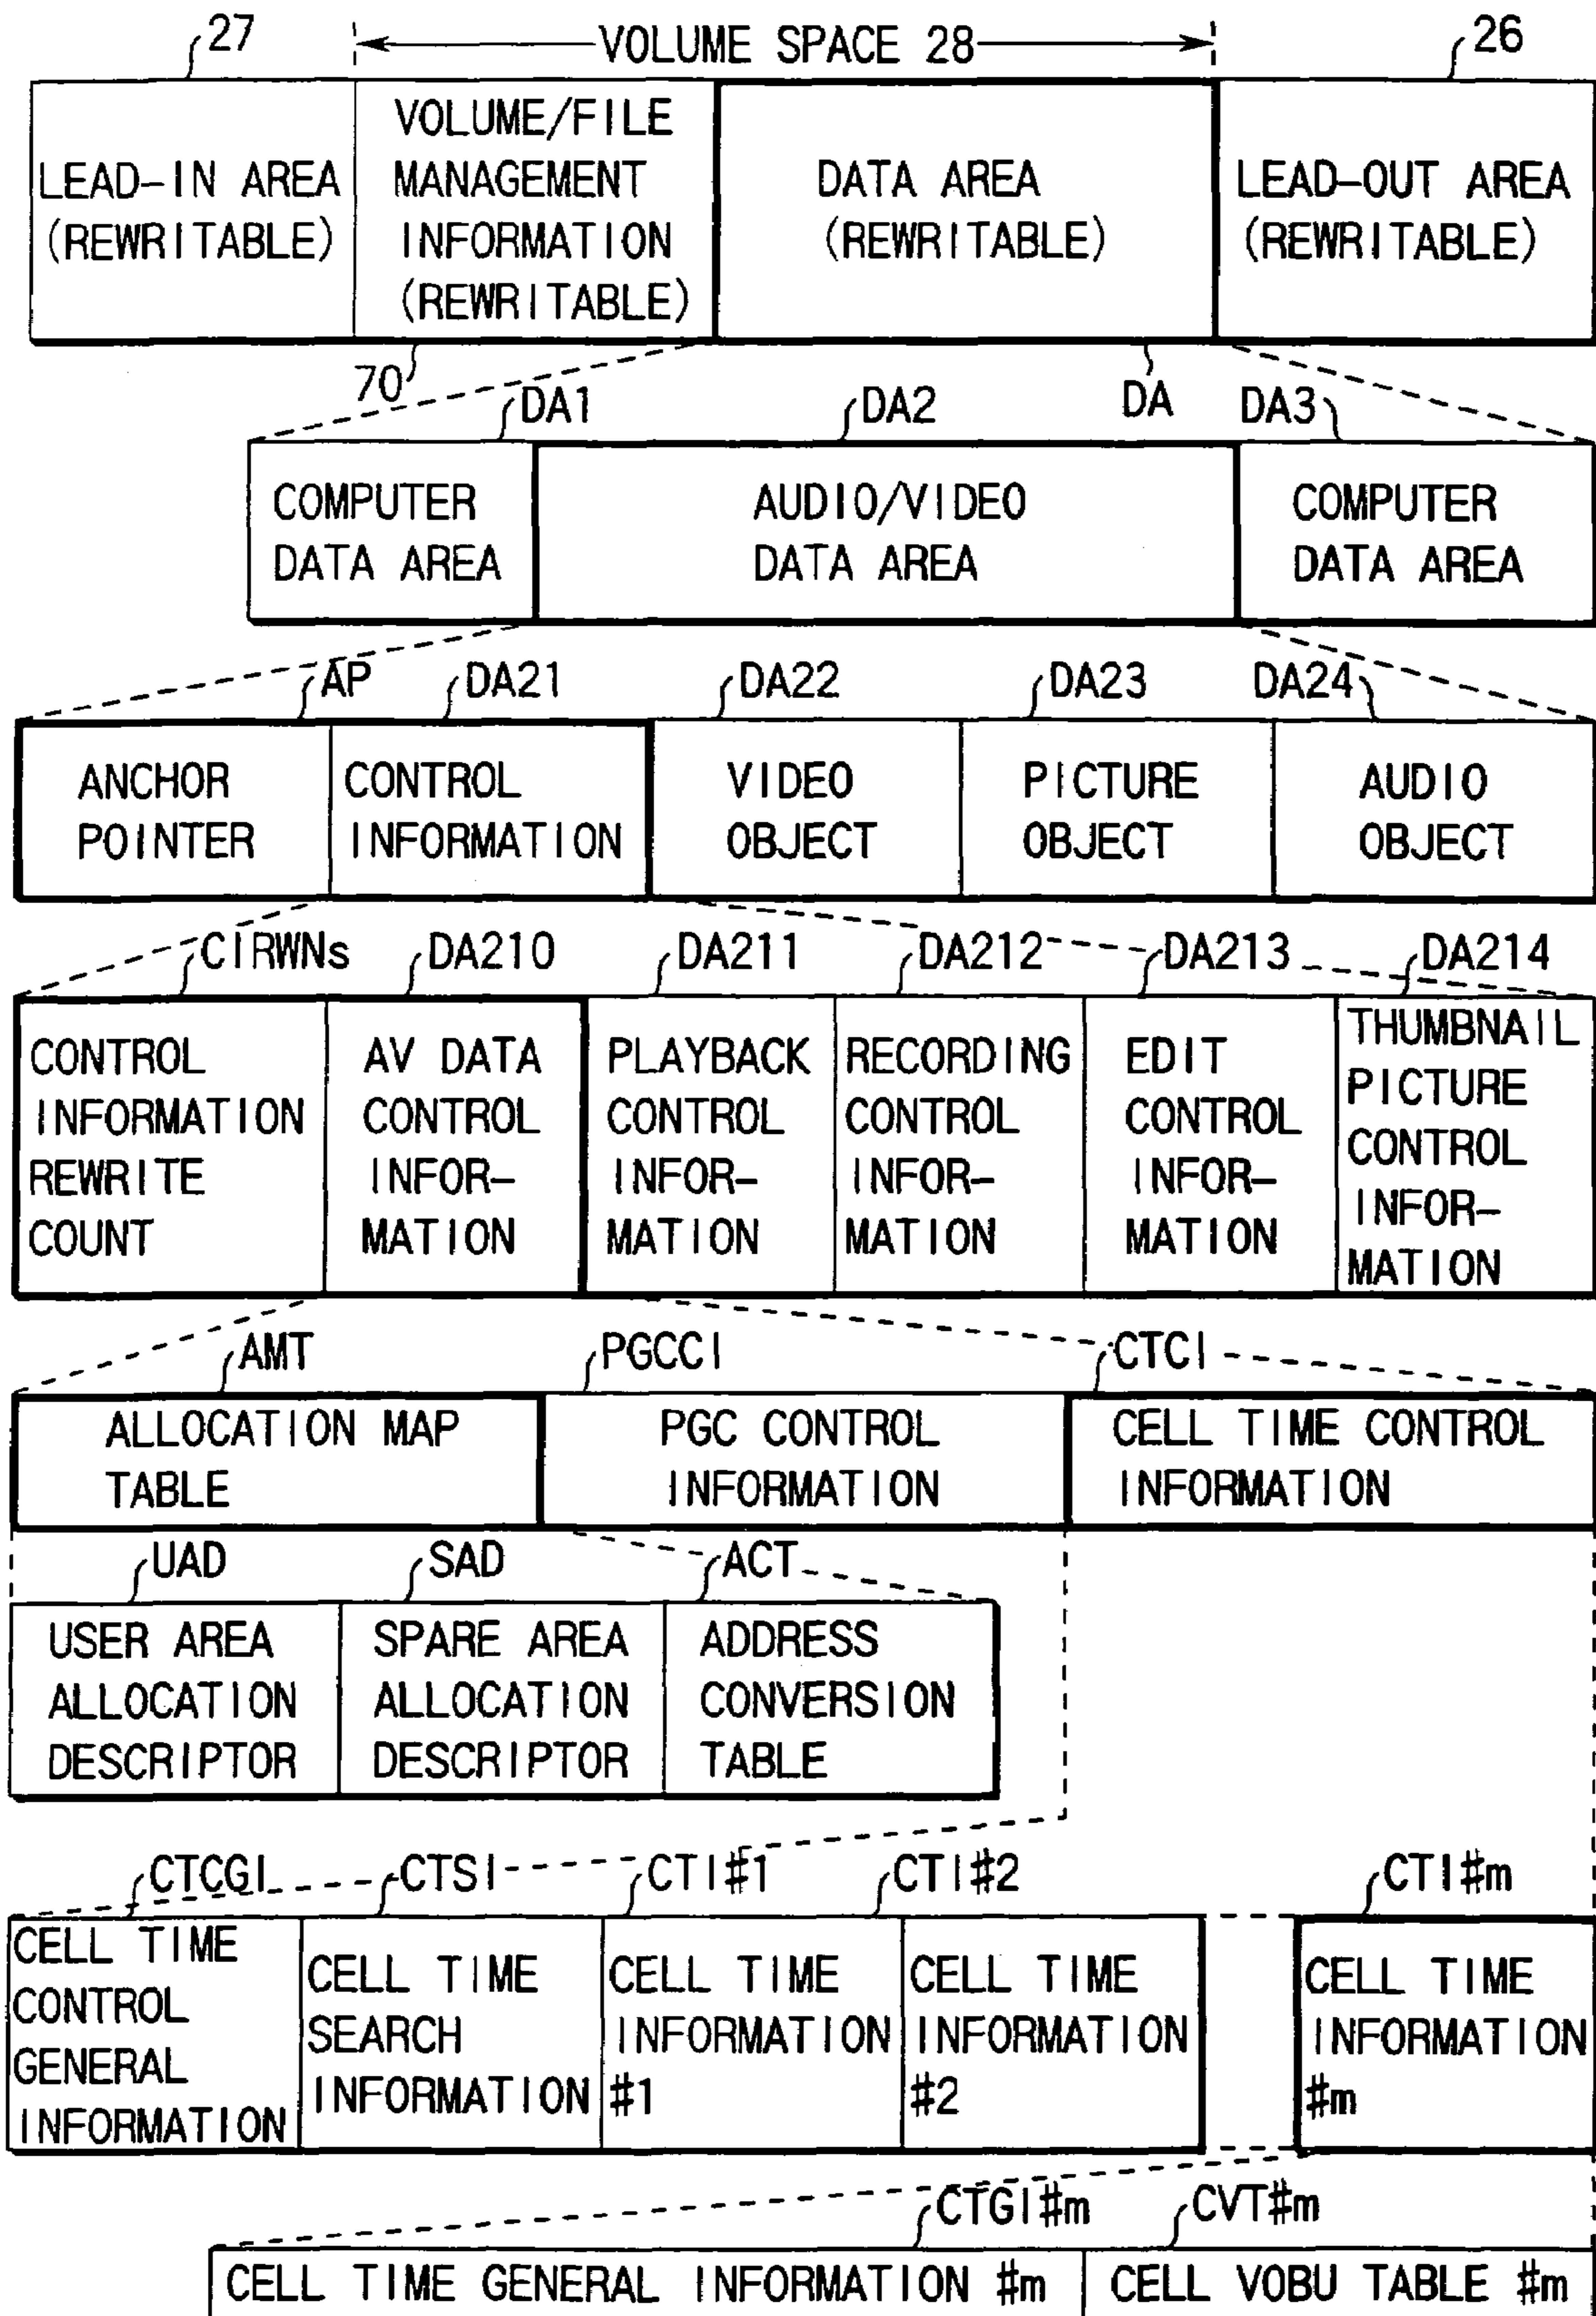 27
VOLUME SPACE 28
26
LEAD-IN AREA
(REWRITABLE)
VOLUME/FILE
MANAGEMENT
INFORMATION
(REWRITABLE)
DATA AREA
(REWRITABLE)
LEAD-OUT AREA
(REWRITABLE)
70
DA
DA1
DA2
DA3
COMPUTER
DATA AREA
AUDIO/VIDEO
DATA AREA
COMPUTER
DATA AREA
AP
DA21
DA22
DA23
DA24
ANCHOR
POINTER
CONTROL
INFORMATION
VIDEO
OBJECT
PICTURE
OBJECT
AUDIO
OBJECT
CIRWNs
DA210
DA211
DA212
DA213
DA214
CONTROL
INFORMATION
REWRITE
COUNT
AV DATA
CONTROL
INFOR-
MATION
PLAYBACK
CONTROL
INFOR-
MATION
RECORDING
CONTROL
INFOR-
MATION
EDIT
CONTROL
INFOR-
MATION
THUMBNAIL
PICTURE
CONTROL
INFOR-
MATION
AMT
PGCCI
CTCI
ALLOCATION MAP
TABLE
PGC CONTROL
INFORMATION
CELL TIME CONTROL
INFORMATION
UAD
SAD
ACT
USER AREA
ALLOCATION
DESCRIPTOR
SPARE AREA
ALLOCATION
DESCRIPTOR
ADDRESS
CONVERSION
TABLE
CTCGI
CTSI
CTI#1
CTI#2
CTI#m
CELL TIME
CONTROL
GENERAL
INFORMATION
CELL TIME
SEARCH
INFORMATION
CELL TIME
INFORMATION
#1
CELL TIME
INFORMATION
#2
CELL TIME
INFORMATION
#m
CTGI#m
CVT#m
CELL TIME GENERAL INFORMATION #m
CELL VOBU TABLE #m